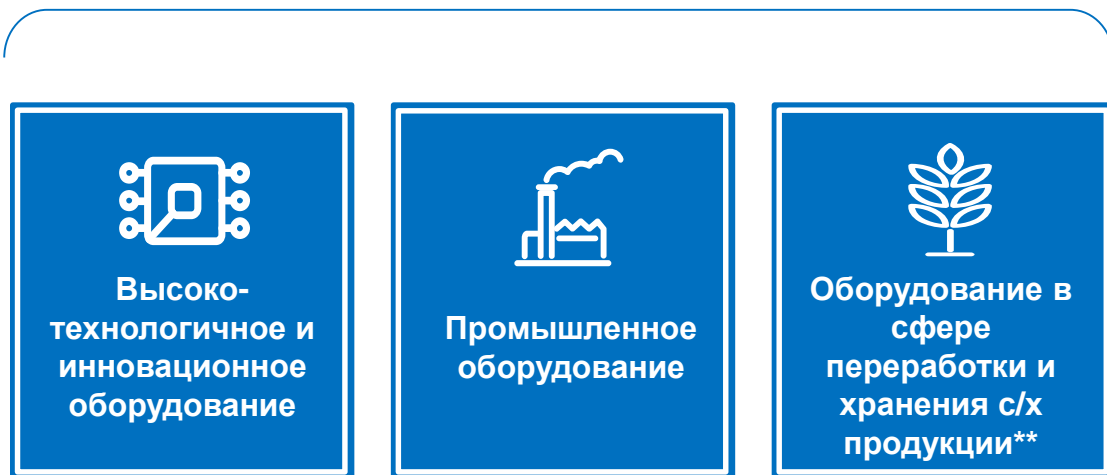 Высоко-
технологичное и
инновационное
оборудование
Промышленное
оборудование
Оборудование в
сфере
переработки и
хранения с/х
продукции**